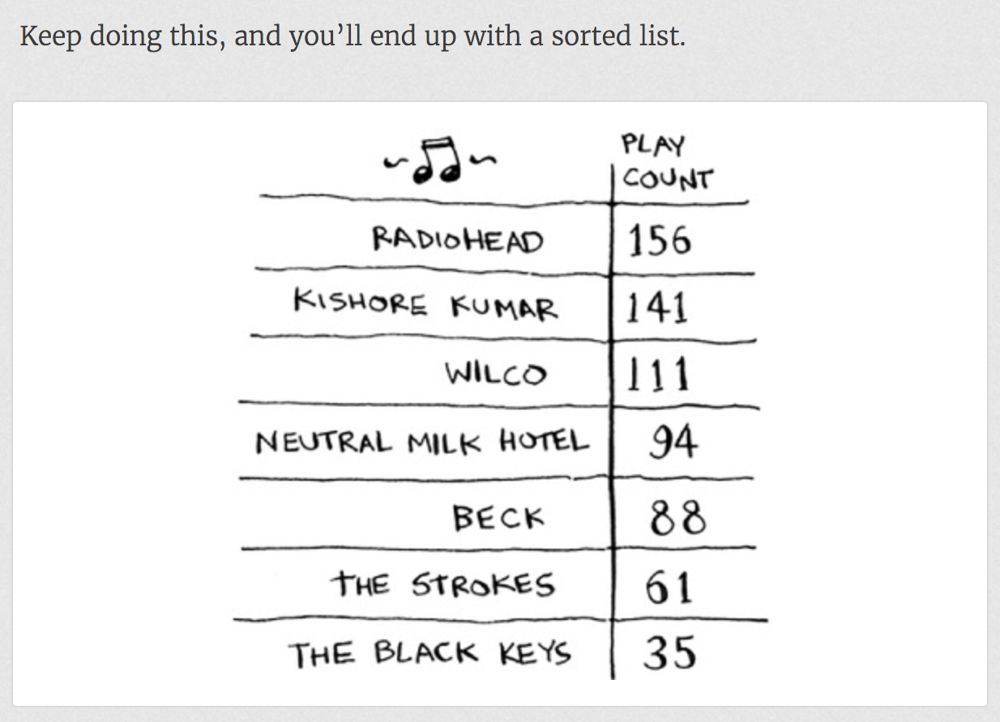 Keep doing this, and you’ll end up with a sorted list.
PLAY
COUNT
RADIOHEAD 156
KISHORE KUMAR 141
WILCO 111
NEUTRAL MILK HOTEL 94
BECK 88
THE STROKES 61
THE BLACK KEYS 35